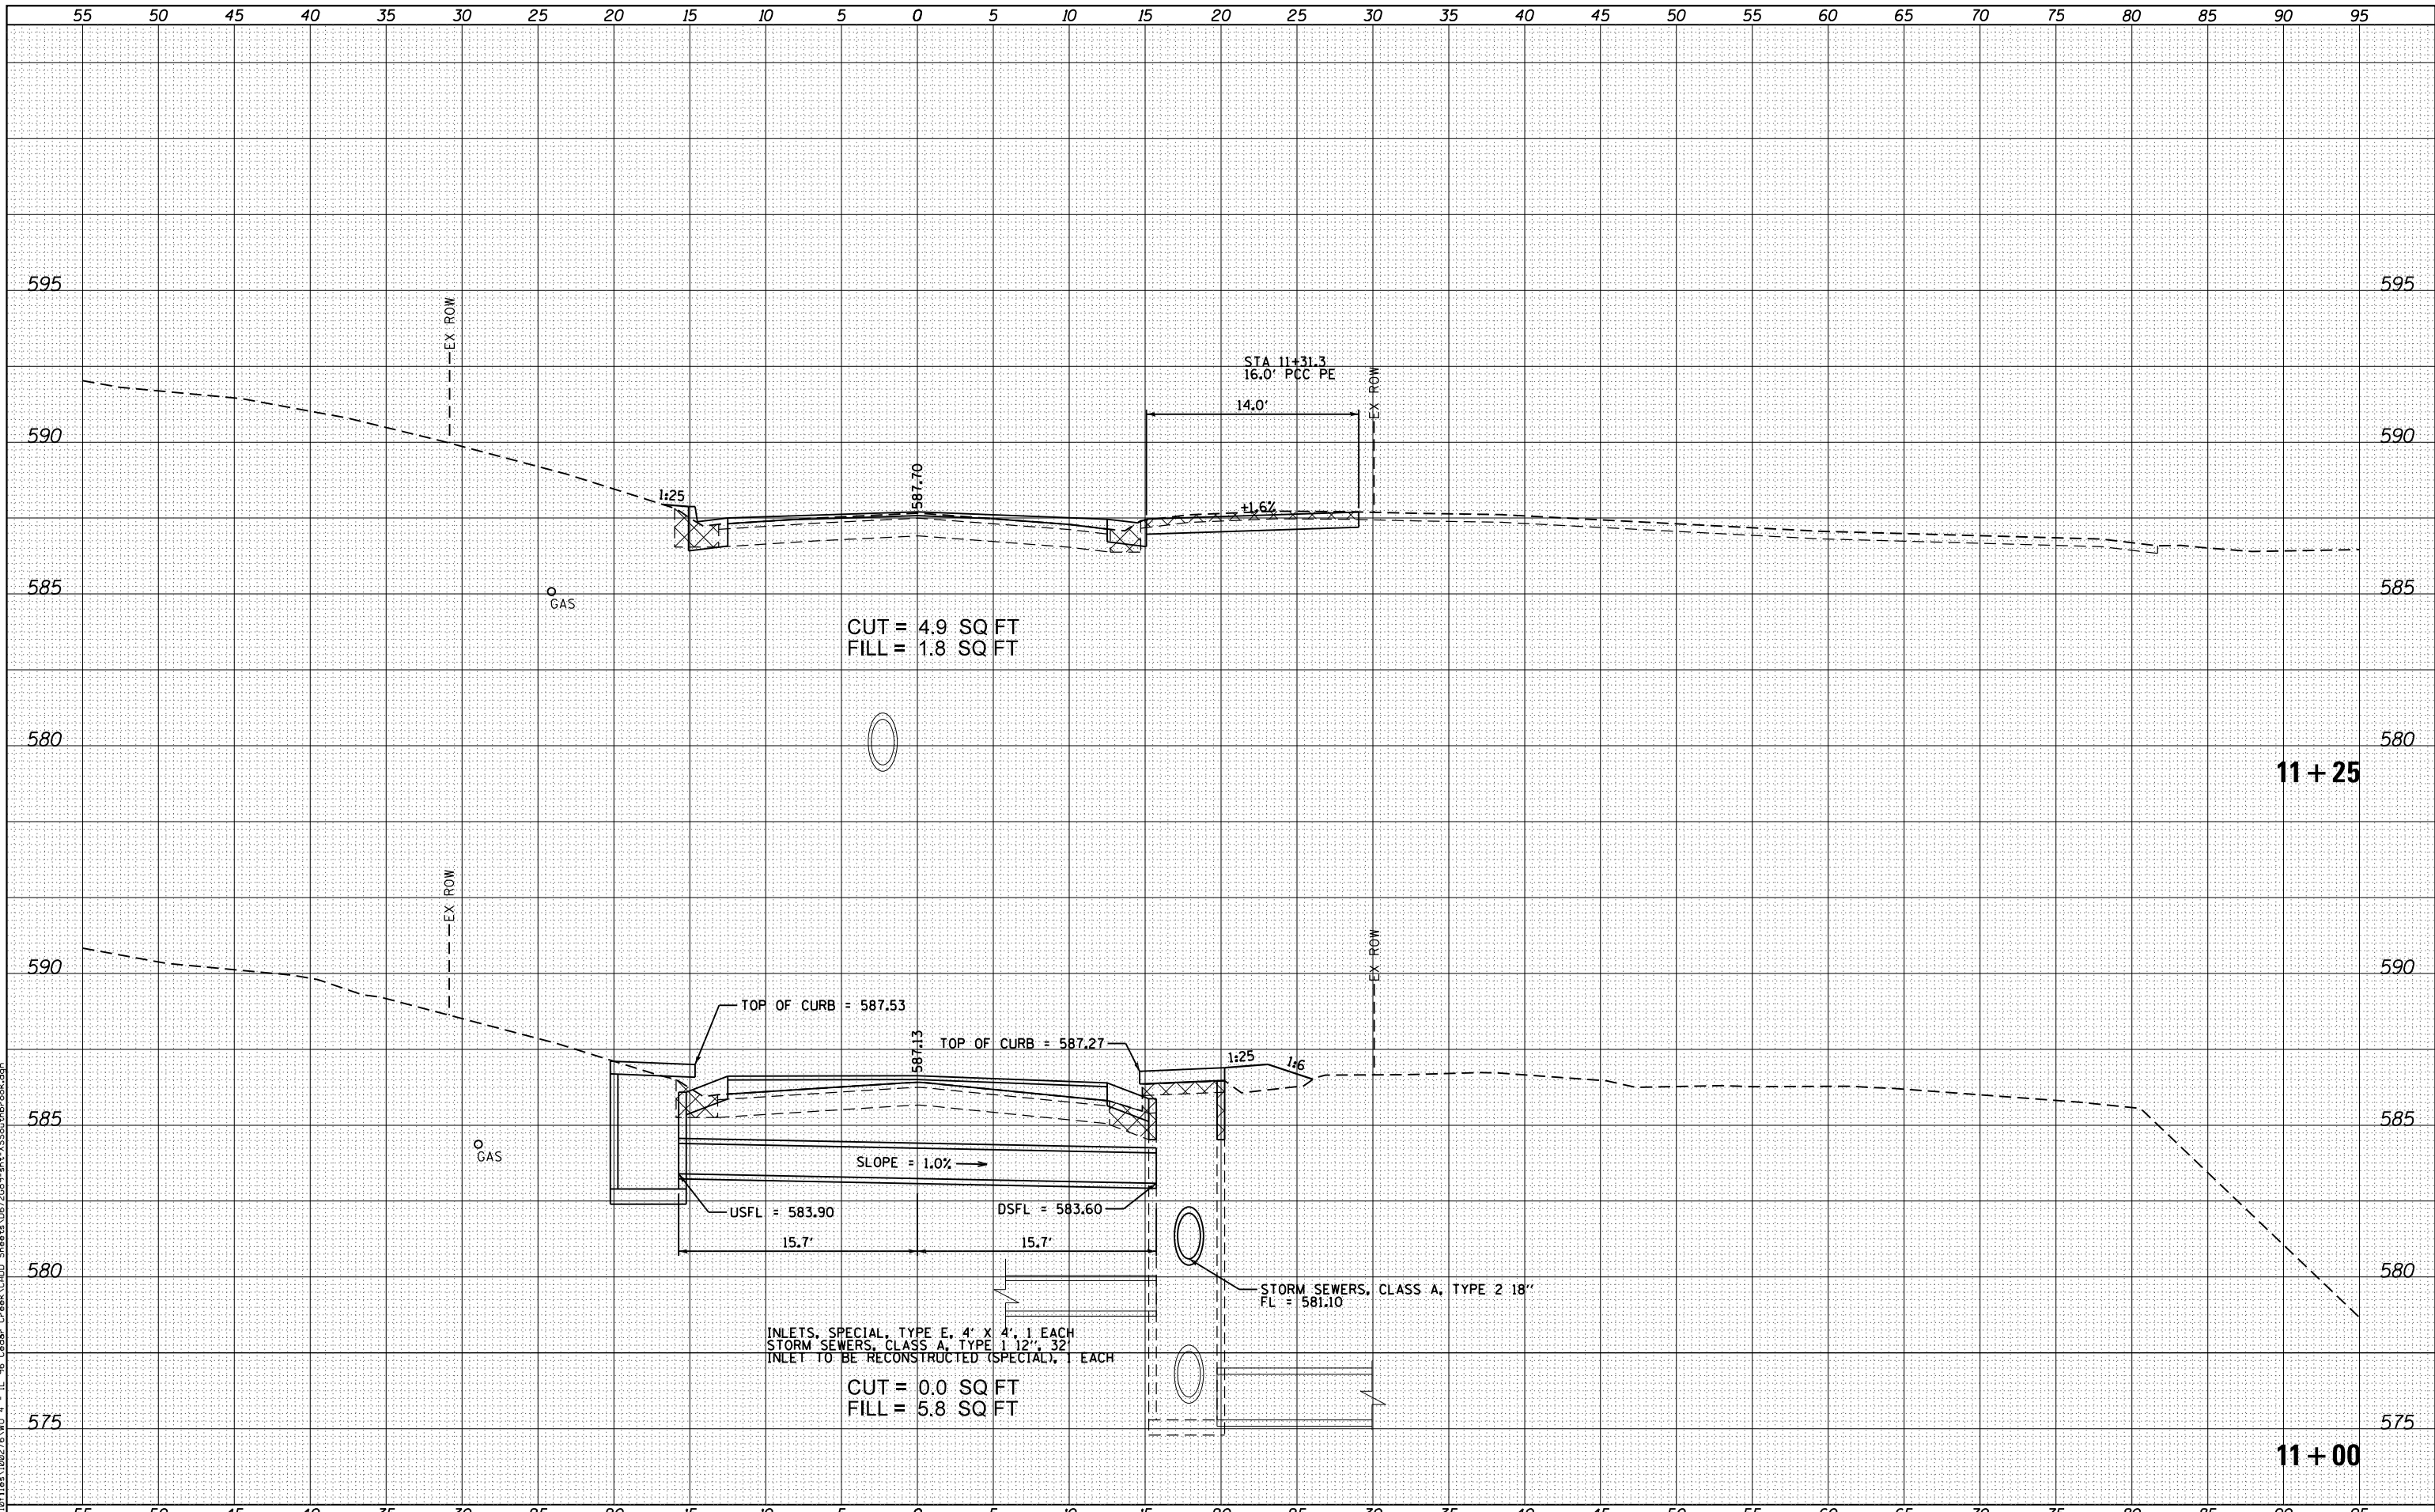 55 50 45 40 35 30 25 20 15 10 5 0 5 10 15 20 25 30 35 40 45 50 55 60 65 70 75 80 85 90 95
595 595
EX ROW
STA 11+31.3
16.0' PCC PE
EX ROW
14.0'
590 590
587.70
1:25
+1.6%
585 585
GAS
CUT = 4.9 SQ FT
FILL = 1.8 SQ FT
580 580
11 + 25
EX ROW
EX ROW
590 590
TOP OF CURB = 587.53
587.13
TOP OF CURB = 587.27
1:25
1:6
585 585
GAS
SLOPE = 1.0%
USFL = 583.90
DSFL = 583.60
15.7' 15.7'
580 580
STORM SEWERS, CLASS A, TYPE 2 18"
FL = 581.10
INLETS, SPECIAL, TYPE E, 4' X 4', 1 EACH
STORM SEWERS, CLASS A, TYPE 1 12", 32'
INLET TO BE RECONSTRUCTED (SPECIAL), 1 EACH
CUT = 0.0 SQ FT
FILL = 5.8 SQ FT
575 575
11 + 00